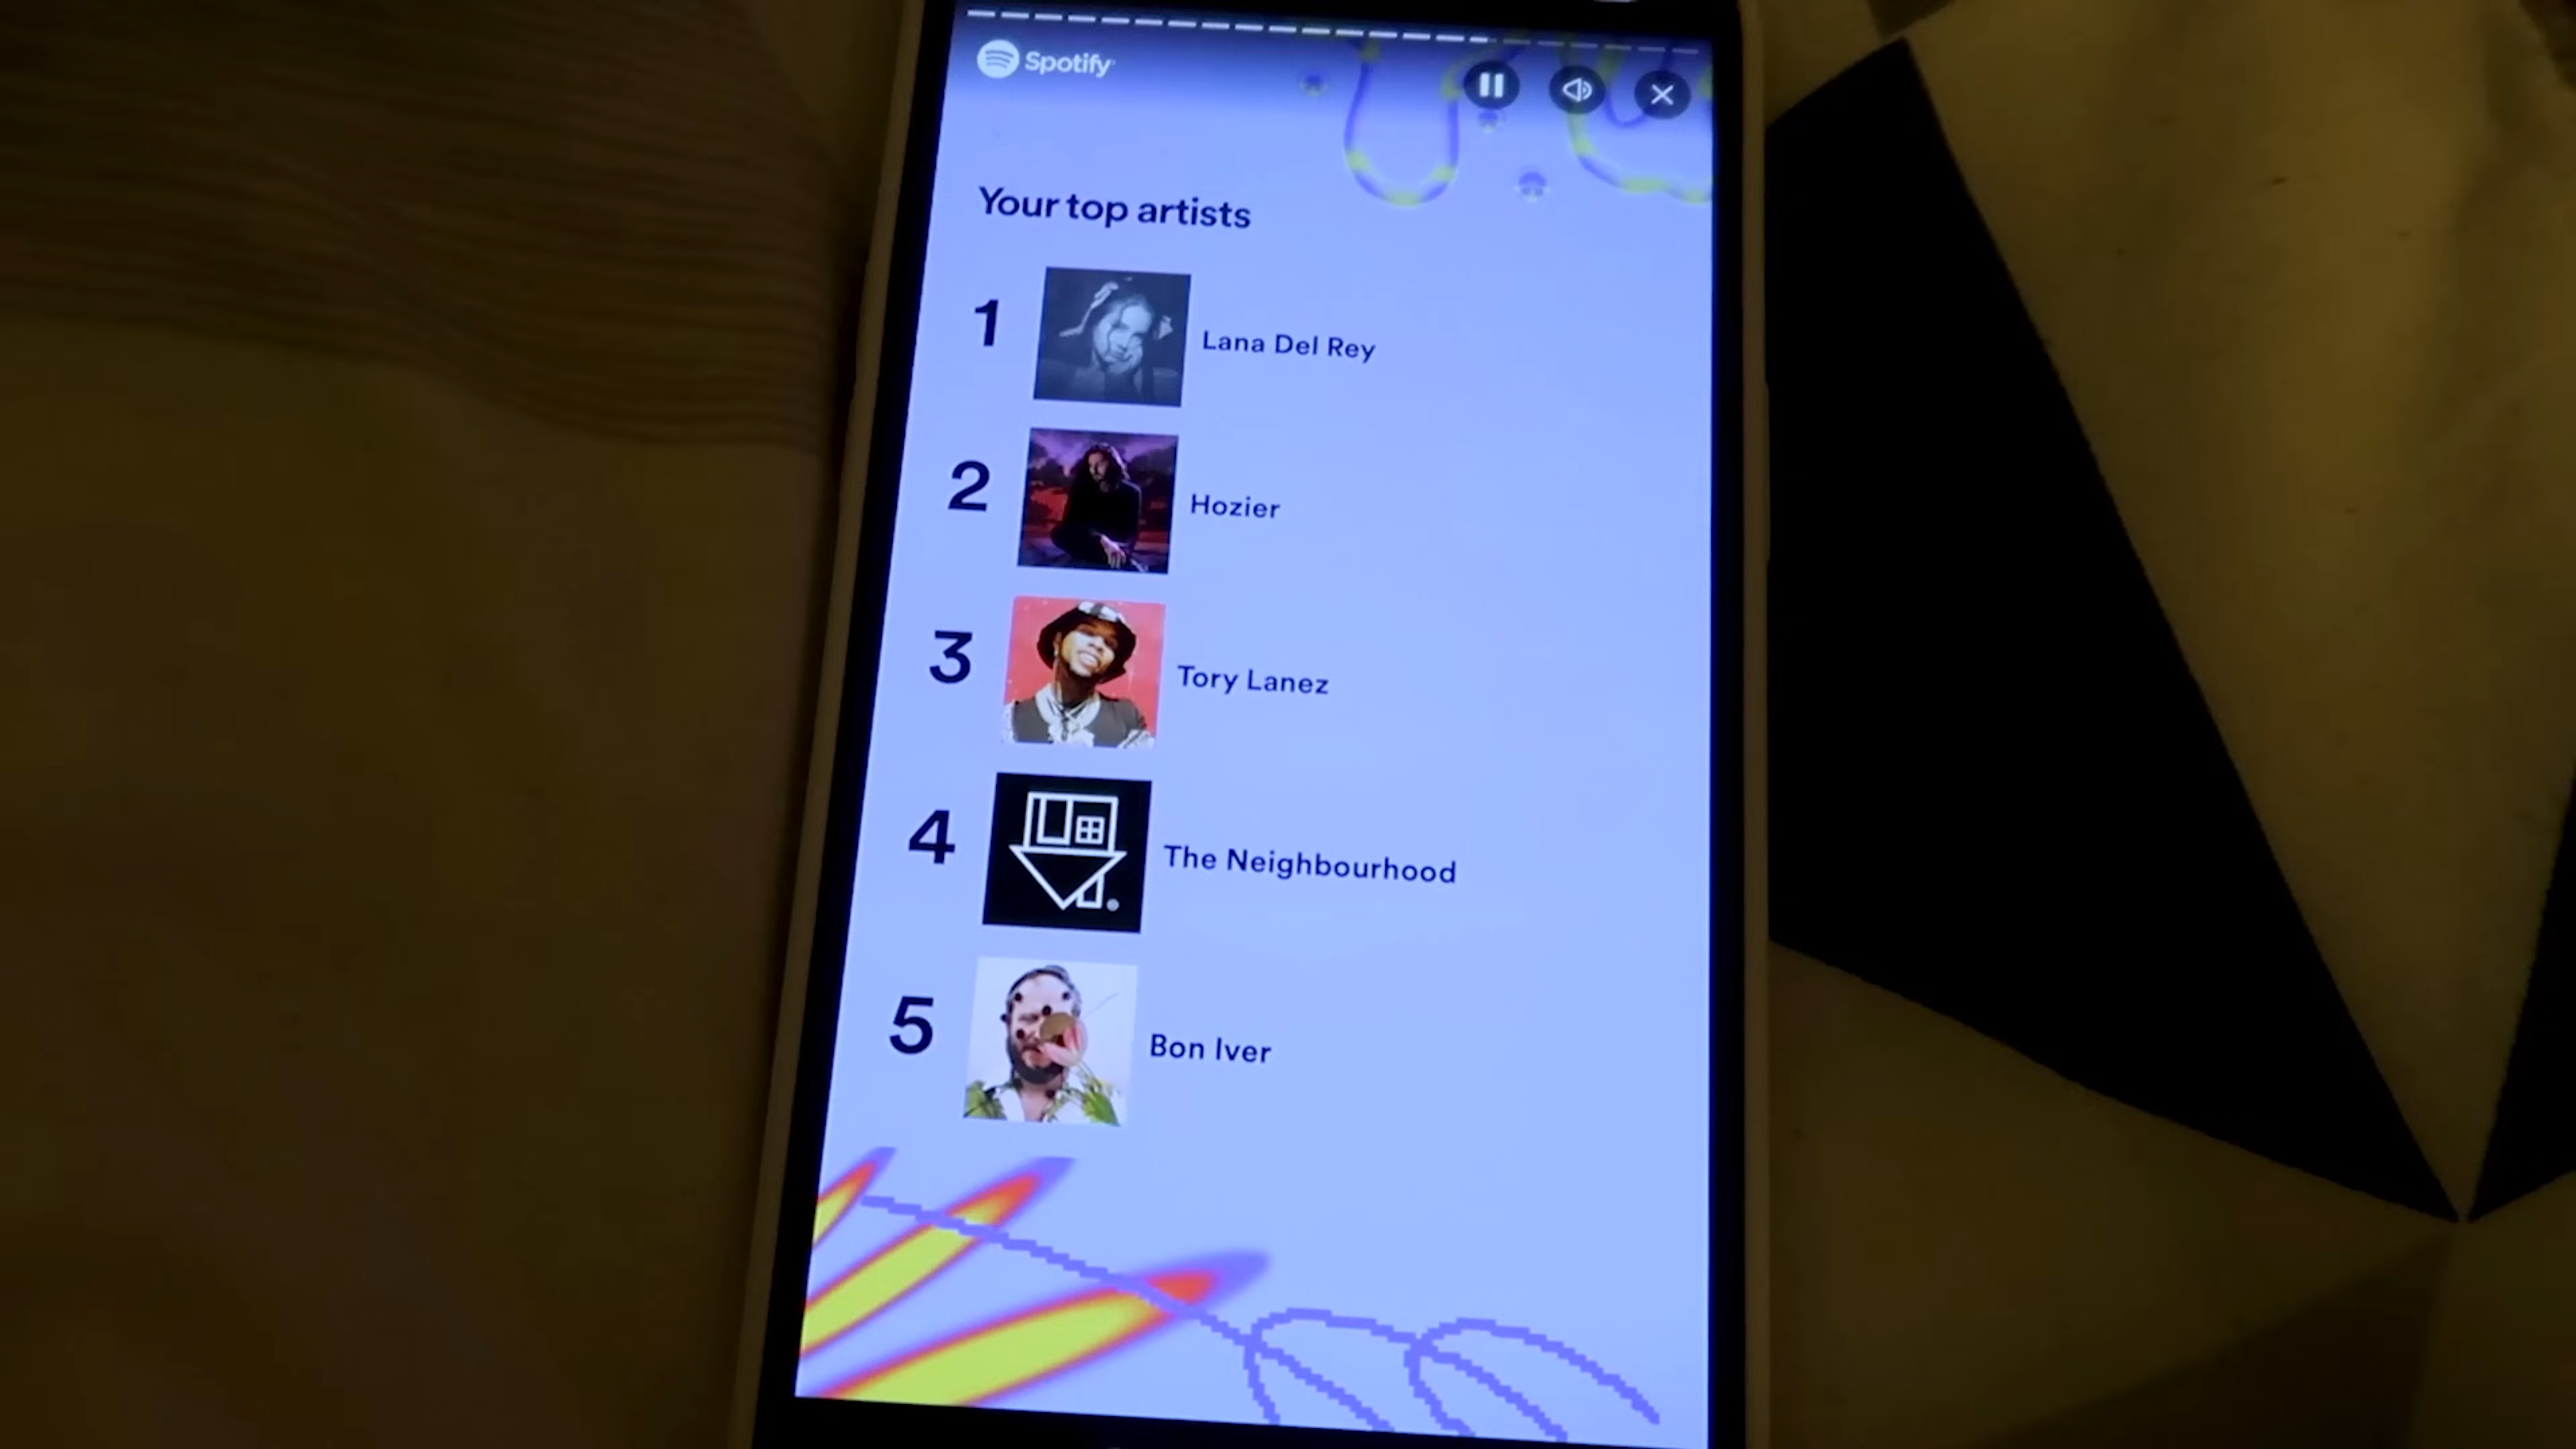 Spotify
Your top artists
1 Lana Del Rey
2 Hozier
3 Tory Lanez
4 The Neighbourhood
5 Bon Iver